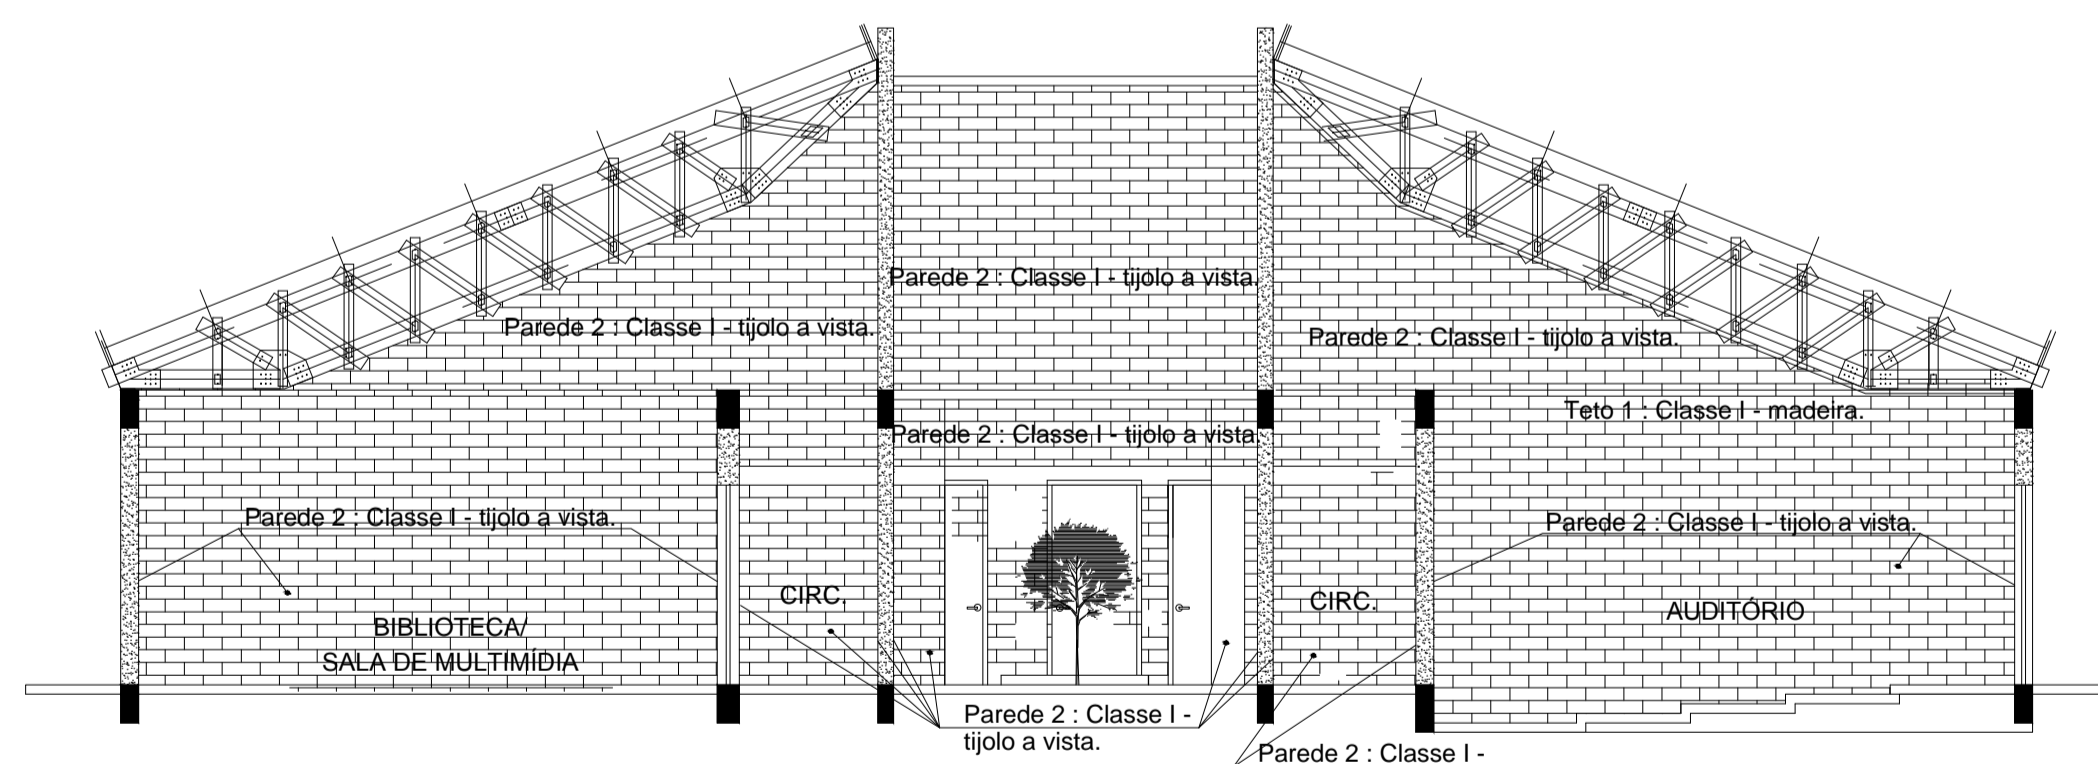 Parede 2 : Classe I - tijolo a vista.
Parede 2 : Classe I - tijolo a vista.
Parede 2 : Classe I - tijolo a vista.
Teto 1 : Classe I - madeira.
Parede 2 : Classe I - tijolo a vista.
Parede 2 : Classe I - tijolo a vista.
Parede 2 : Classe I - tijolo a vista.
CIRC.
CIRC.
AUDITÓRIO
BIBLIOTECA/
SALA DE MULTIMÍDIA
Parede 2 : Classe I -
tijolo a vista.
Parede 2 : Classe I -